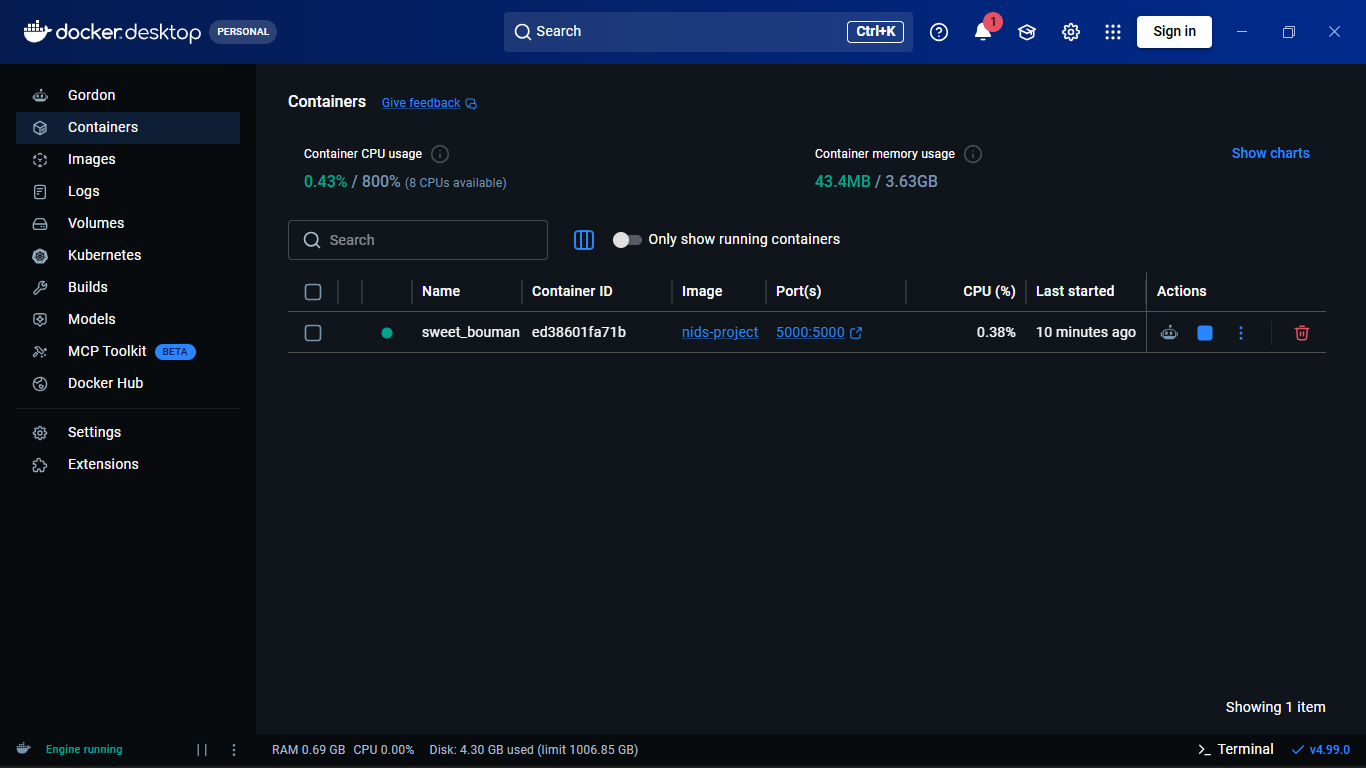 docker.desktop PERSONAL Search Ctrl+K 1 Sign in
Gordon
Containers
Images
Logs
Volumes
Kubernetes
Builds
Models
MCP Toolkit BETA
Docker Hub
Settings
Extensions
Containers Give feedback
Container CPU usage Container memory usage Show charts
0.43% / 800% (8 CPUs available) 43.4MB / 3.63GB
Search Only show running containers
Name Container ID Image Port(s) CPU (%) Last started Actions
sweet_bouman ed38601fa71b nids-project 5000:5000 0.38% 10 minutes ago
Showing 1 item
Engine running RAM 0.69 GB CPU 0.00% Disk: 4.30 GB used (limit 1006.85 GB) >_ Terminal v4.99.0